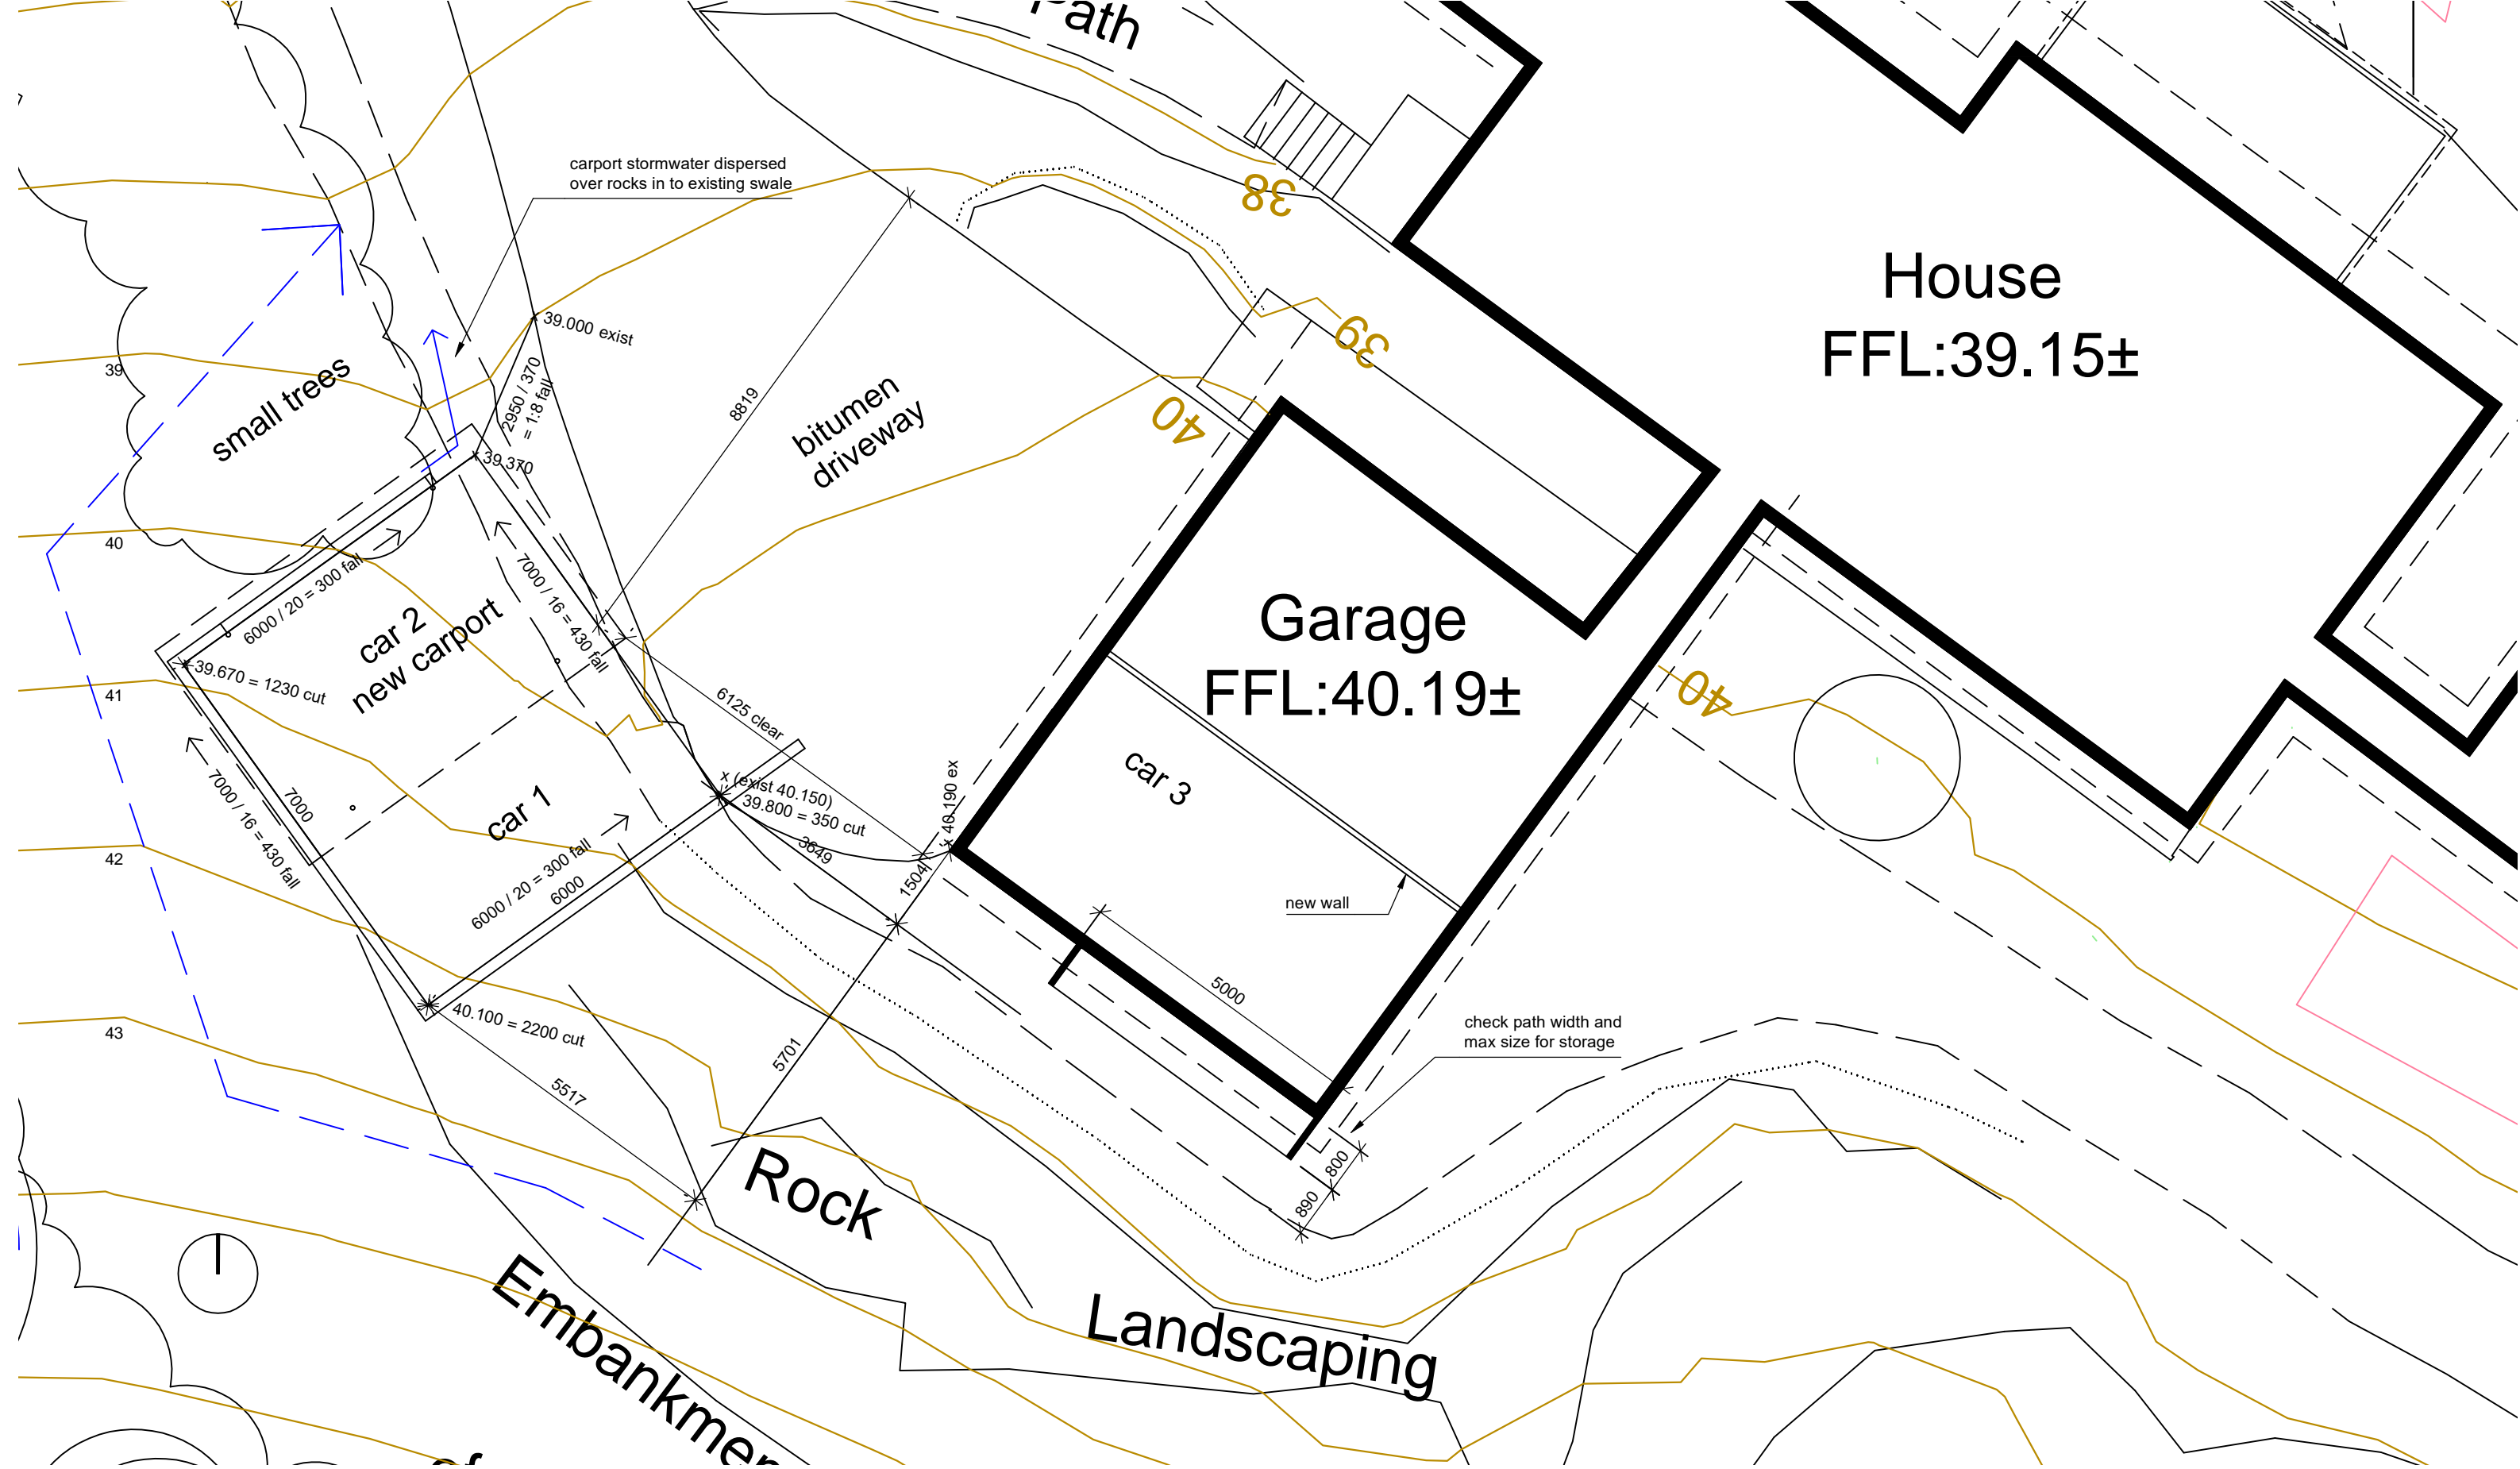 Path
carport stormwater dispersed
over rocks in to existing swale
38
House
FFL:39.15±
39.000 exist
39
39
small trees
2950 / 370
= 1:8 fall
8819
bitumen
driveway
40
39.370
40
6000 / 20 = 300 fall
7000 / 16 = 430 fall
car 2
new carport
Garage
FFL:40.19±
39.670 = 1230 cut
41
40
6125 clear
car 3
x (exist 40.150)
39.800 = 350 cut
x 40.190 ex
7000
7000 / 16 = 430 fall
car 1
3649
1504
42
6000 / 20 = 300 fall
6000
new wall
5000
40.100 = 2200 cut
43
check path width and
max size for storage
5701
5517
800
890
Rock
Landscaping
Embankmen
of